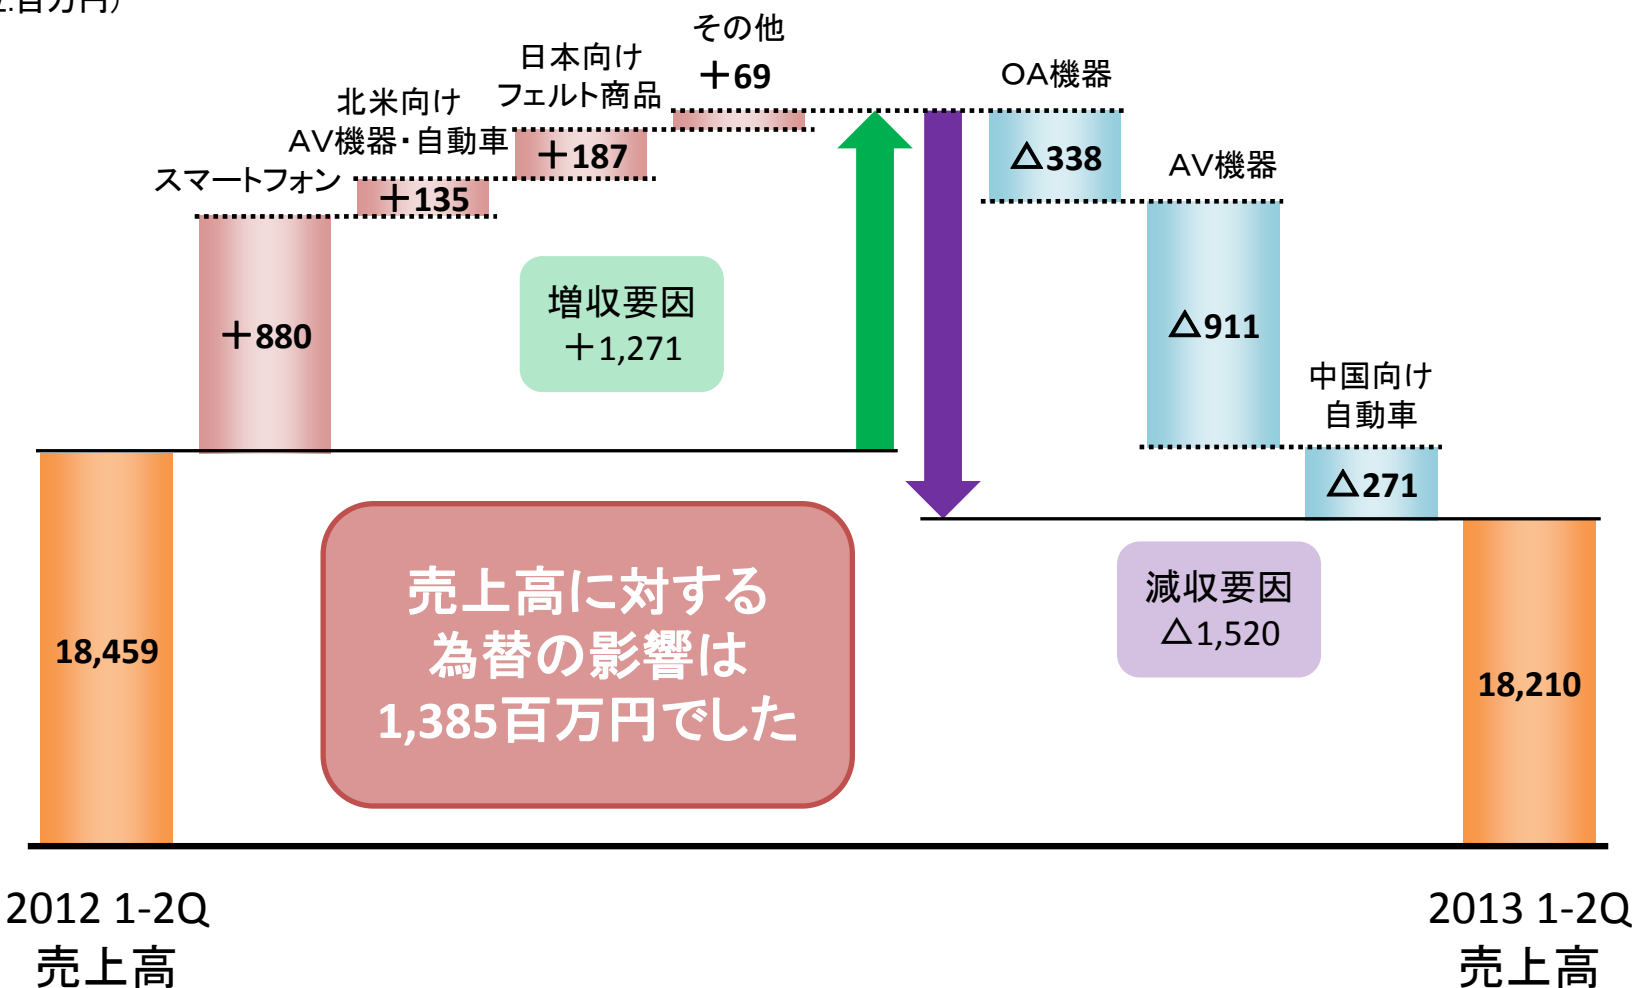 百万円）
その他
＋69
日本向け
フェルト商品
＋187
北米向け
AV機器・自動車
＋135
スマートフォン
＋880
増収要因
＋1,271
OA機器
△338
AV機器
△911
中国向け
自動車
△271
減収要因
△1,520
売上高に対する
為替の影響は
1,385百万円でした
18,459
18,210
2012 1-2Q
売上高
2013 1-2Q
売上高